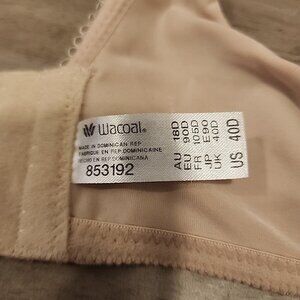 Wacoal®
MADE IN DOMINICAN REP
FABRIQUE EN REP. DOMINICAINE
HECHO EN REP. DOMINICANA
853192
AU 18D
EU 90D
FR 105D
JP E90
UK 40D
US 40D